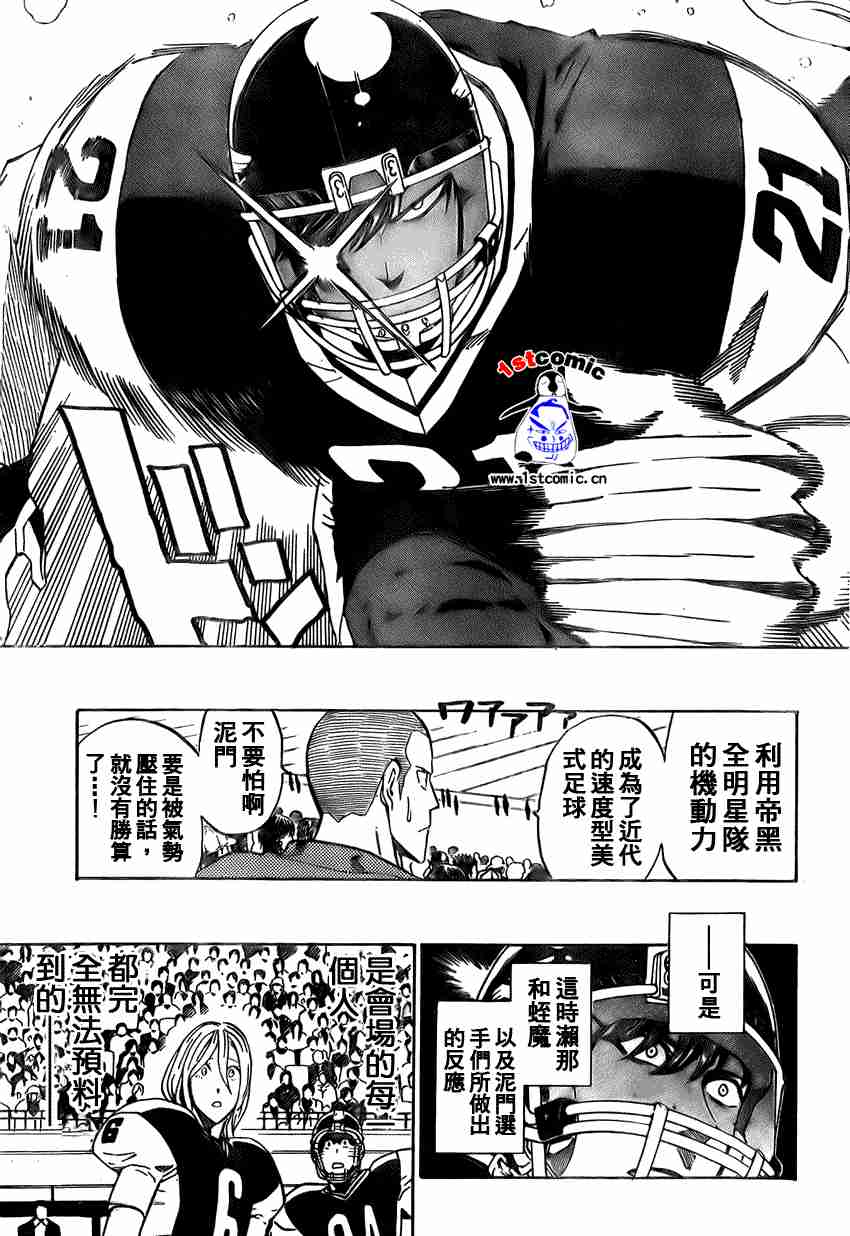 21
21
1stcomic
www.1stcomic.cn
ド
ワァァァァ
利用帝黑
全明星隊
的機動力
成為了近代
的速度型美
式足球
不要怕啊
泥門
要是被氣勢
壓住的話，
就沒有勝算
了…！
——可是
這時瀨那
和蛭魔
以及泥門選
手們所做出
的反應
是會場的每一
個人
都完
全無法預料
到的——
6
6
24